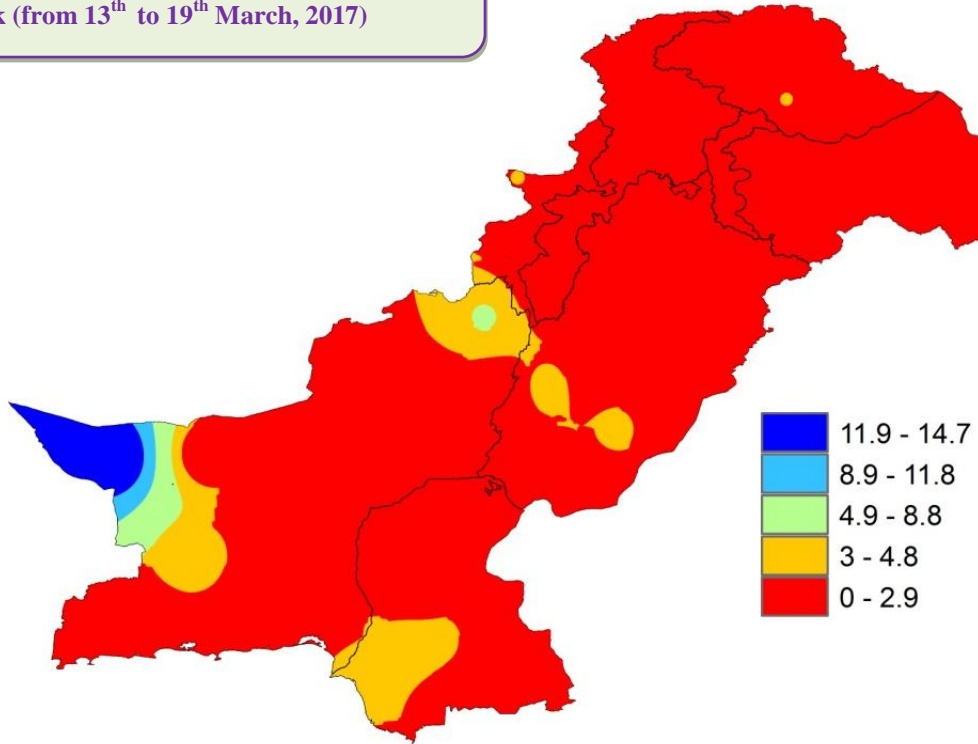 (from 13th to 19th March, 2017)
11.9 - 14.7
8.9 - 11.8
4.9 - 8.8
3 - 4.8
0 - 2.9